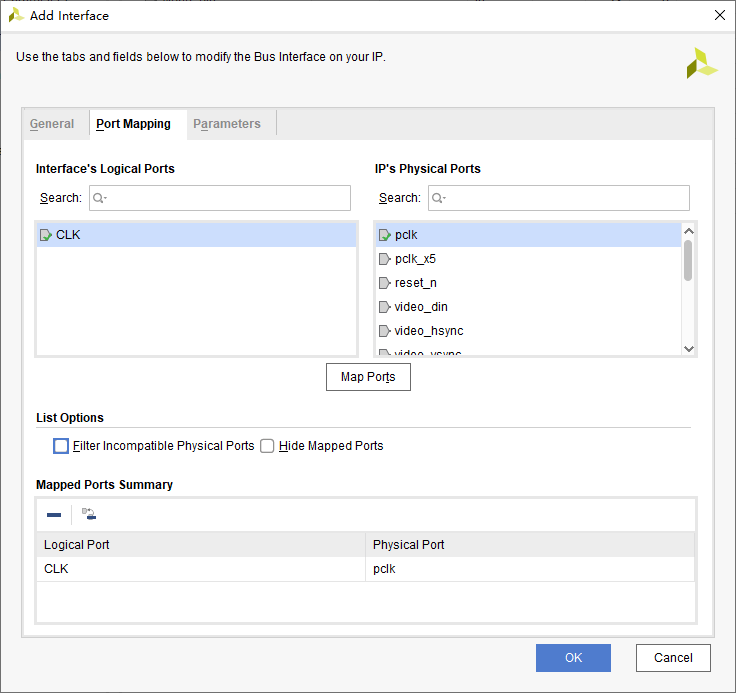 Add Interface
Use the tabs and fields below to modify the Bus Interface on your IP.
General Port Mapping Parameters
Interface's Logical Ports IP's Physical Ports
Search: Search:
CLK pclk
pclk_x5
reset_n
video_din
video_hsync
video_vsync
Map Ports
List Options
Filter Incompatible Physical Ports Hide Mapped Ports
Mapped Ports Summary
Logical Port Physical Port
CLK pclk
OK Cancel